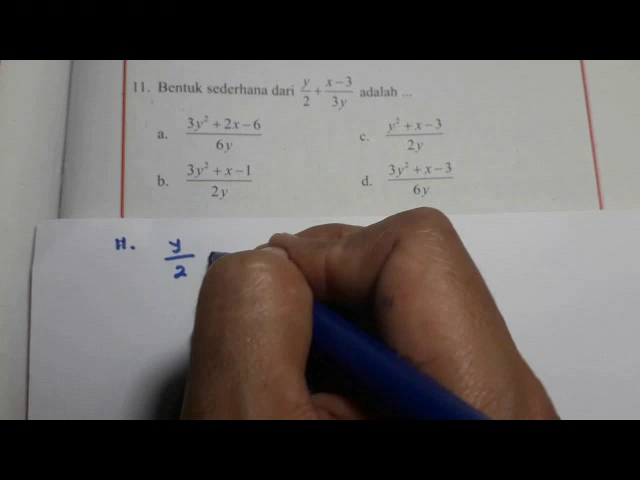 11. Bentuk sederhana dari y/2 + x-3/3y adalah ...
a. 3y²+2x-6/6y
c. y²+x-3/2y
b. 3y²+x-1/2y
d. 3y²+x-3/6y
11. y/2